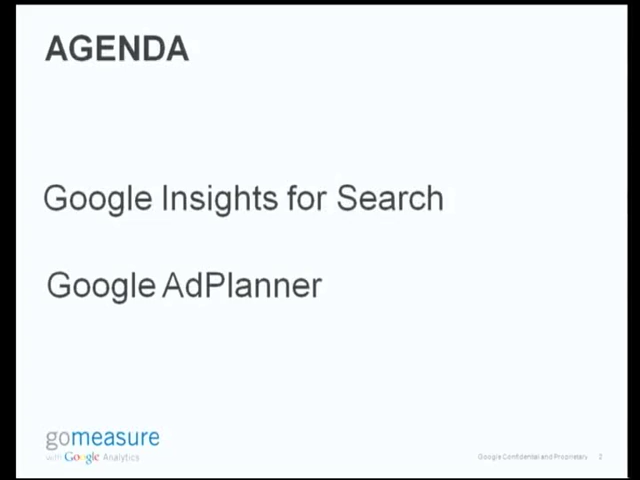 AGENDA
Google Insights for Search
Google AdPlanner
gomeasure
with Google Analytics
Google Confidential and Proprietary 2